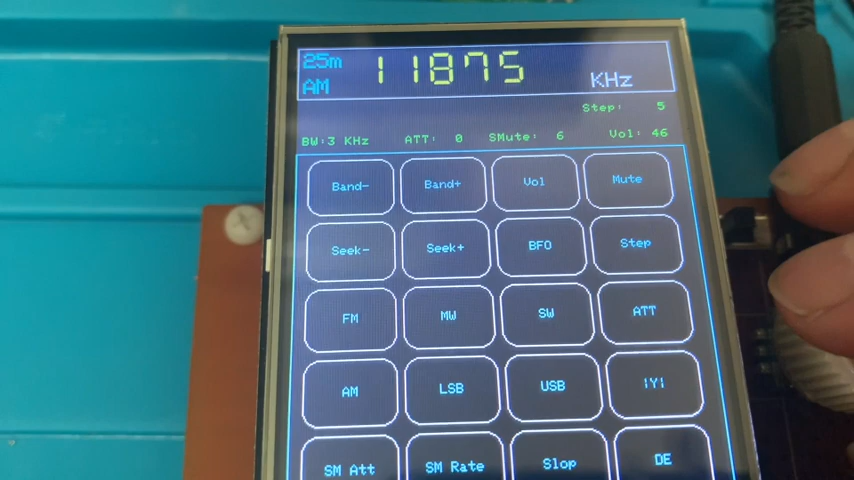 25m 11875
AM KHz
Step: 5
BW:3 KHz ATT: 0 SMute: 6 Vol: 46
Band- Band+ Vol Mute
Seek- Seek+ BFO Step
FM MW SW ATT
AM LSB USB |Y|
SM Att SM Rate Slop DE